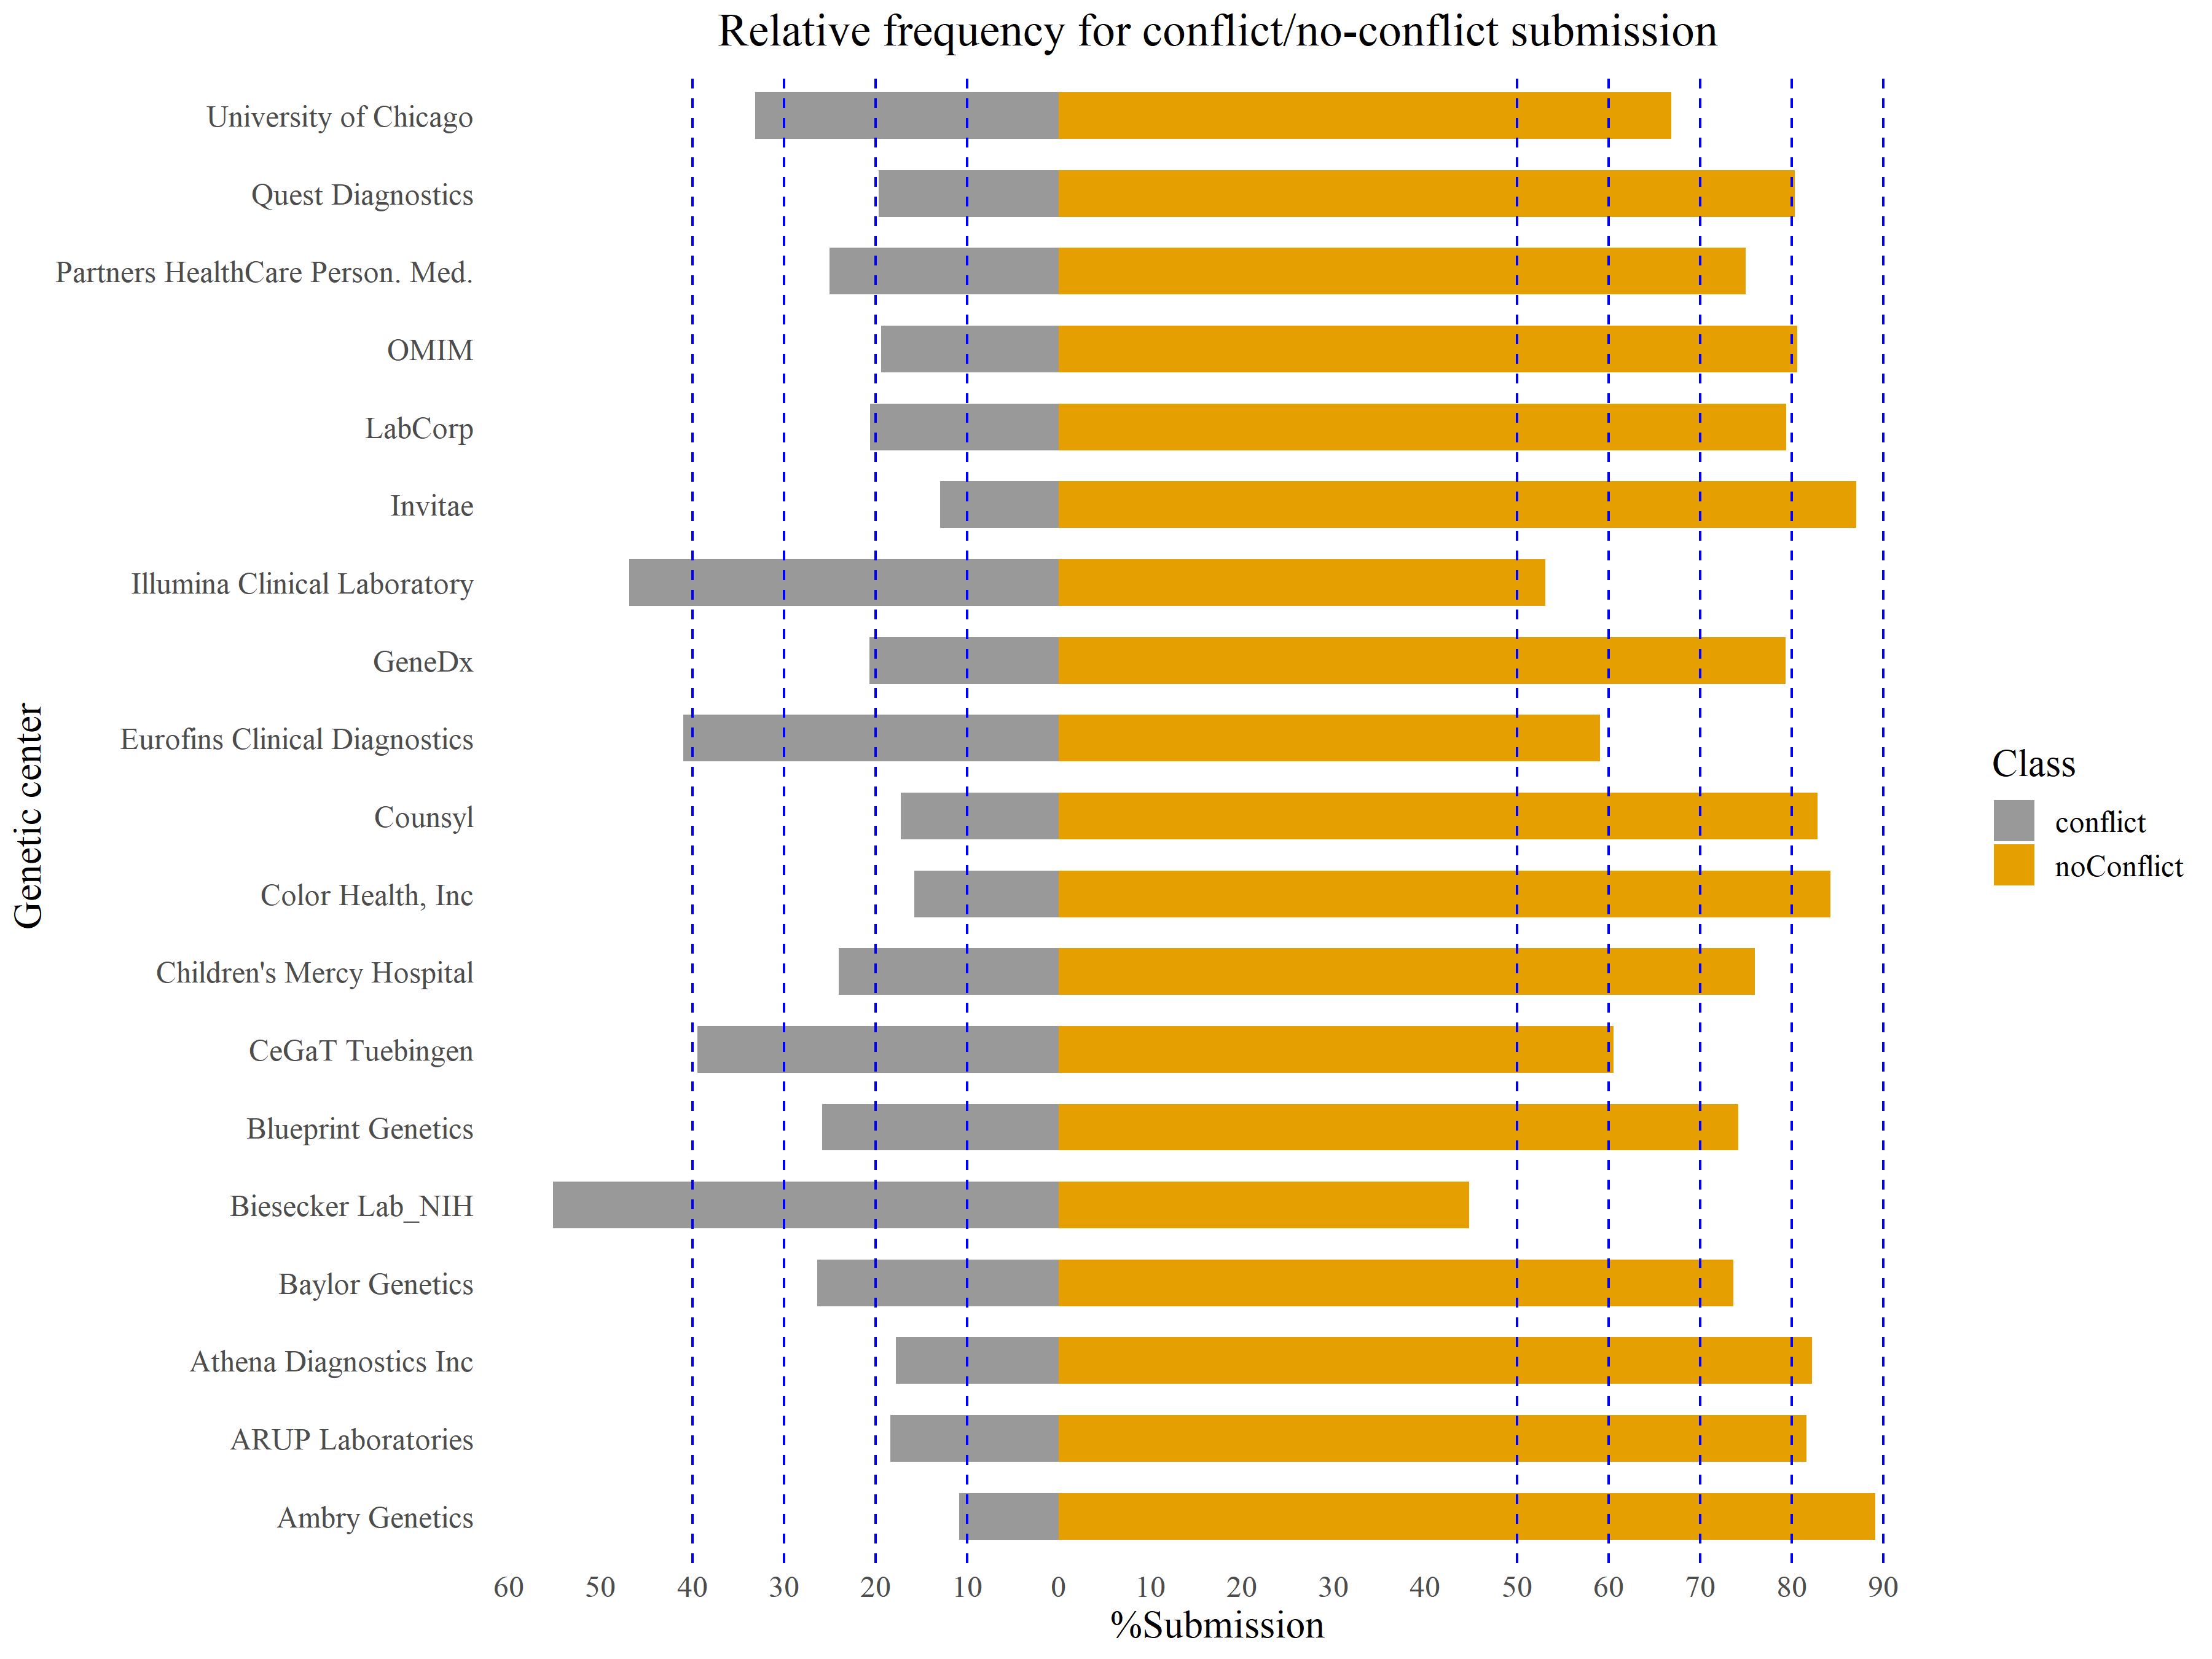 Relative frequency for conflict/no-conflict submission
Genetic center
University of Chicago
Quest Diagnostics
Partners HealthCare Person. Med.
OMIM
LabCorp
Invitae
Illumina Clinical Laboratory
GeneDx
Eurofins Clinical Diagnostics
Counsyl
Color Health, Inc
Children's Mercy Hospital
CeGaT Tuebingen
Blueprint Genetics
Biesecker Lab_NIH
Baylor Genetics
Athena Diagnostics Inc
ARUP Laboratories
Ambry Genetics
60 50 40 30 20 10 0 10 20 30 40 50 60 70 80 90
%Submission
Class
conflict
noConflict